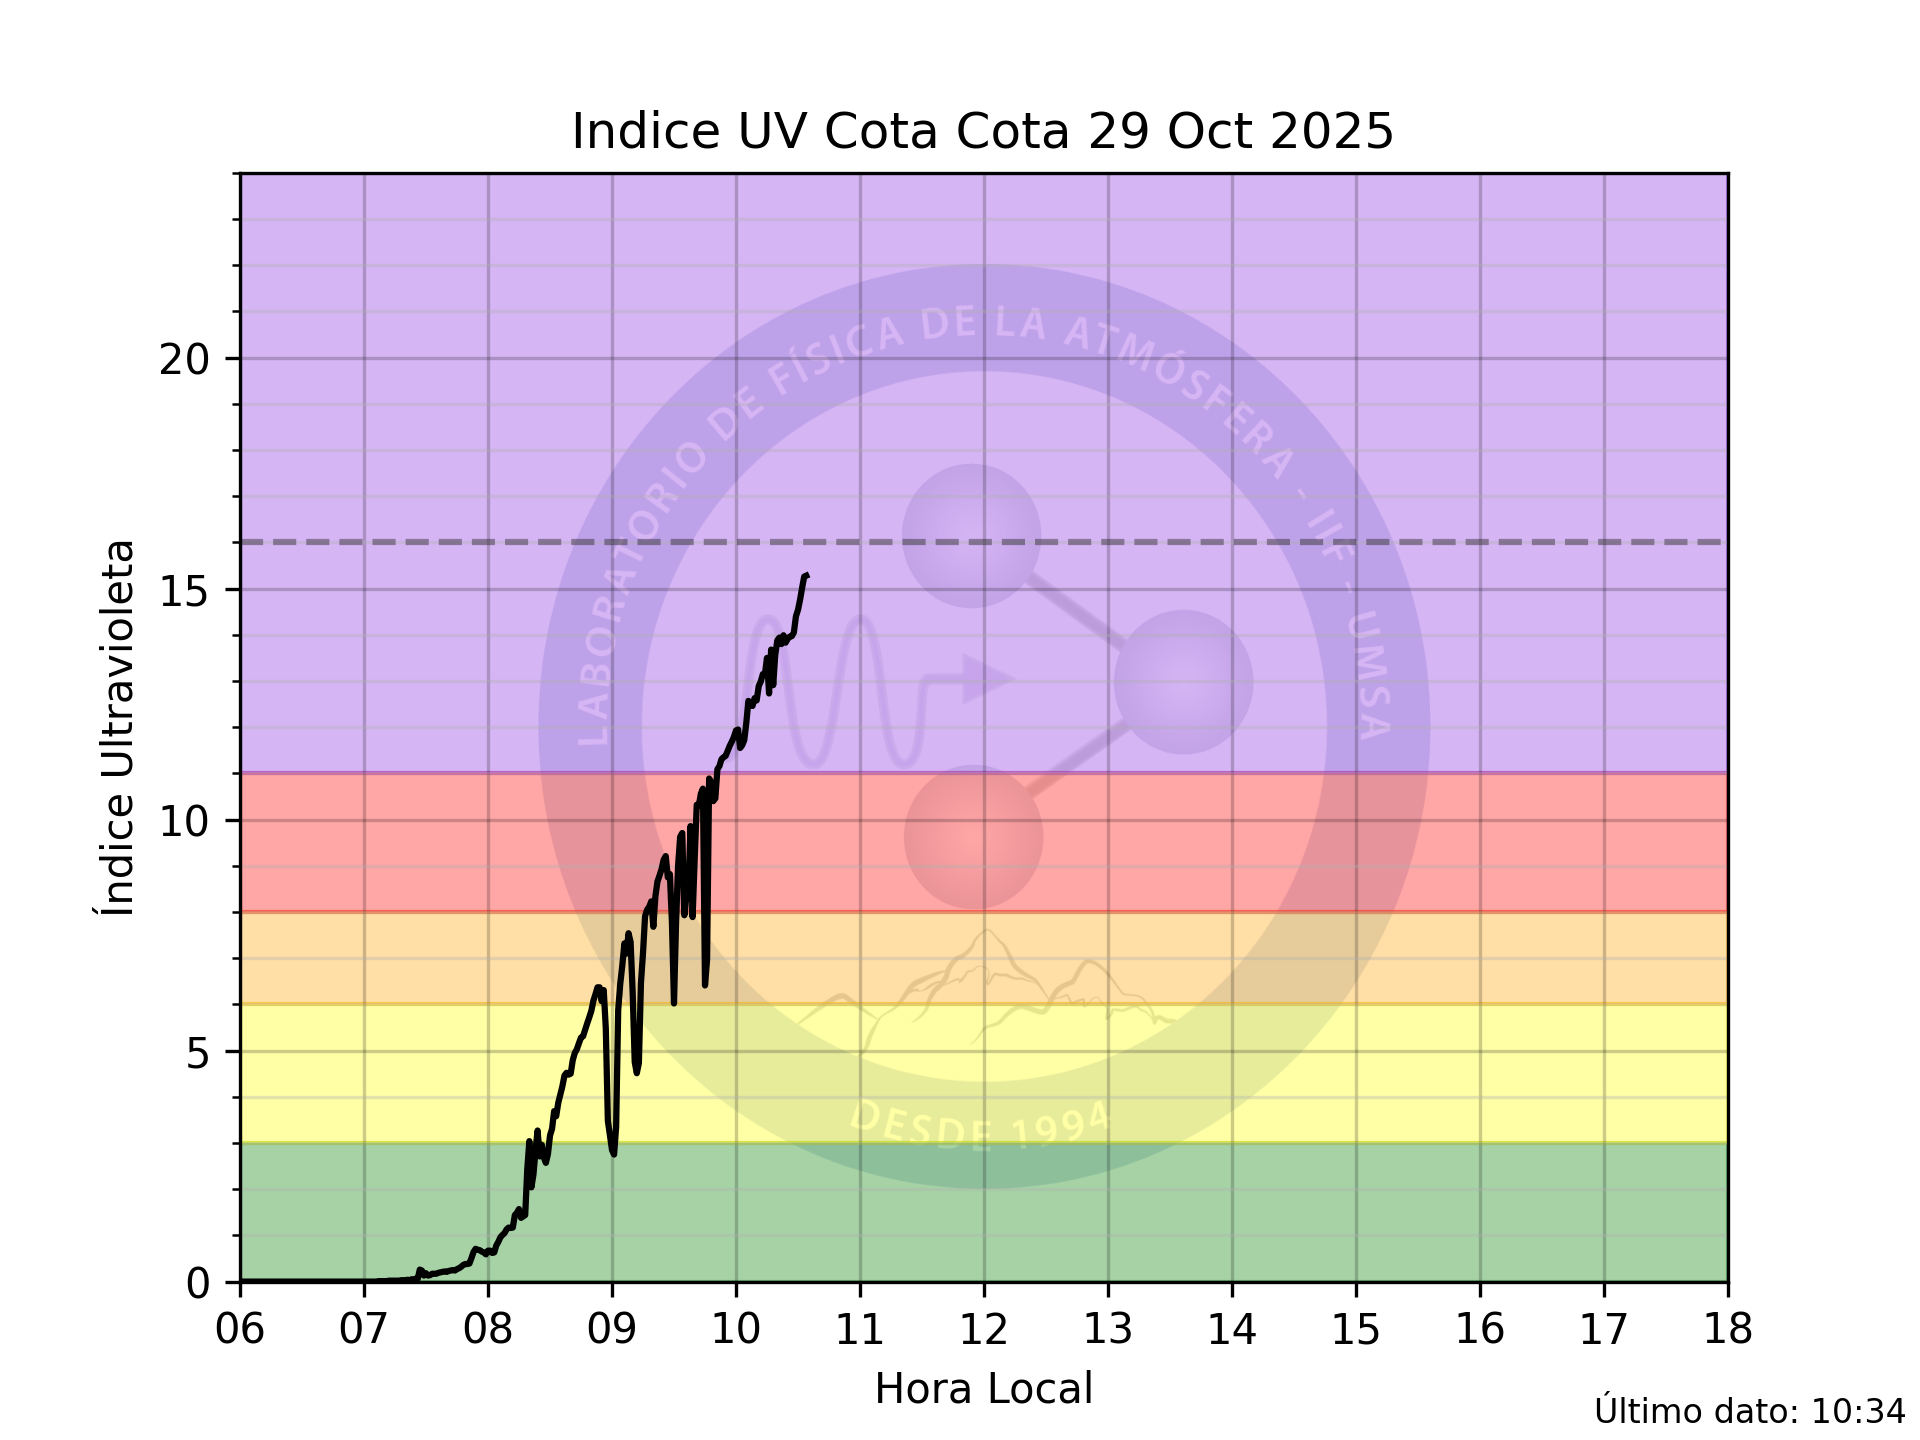 Indice UV Cota Cota 29 Oct 2025
LABORATORIO DE FÍSICA DE LA ATMÓSFERA - IIF - UMSA
DESDE 1994
Índice Ultravioleta
20
15
10
5
0
06 07 08 09 10 11 12 13 14 15 16 17 18
Hora Local
Último dato: 10:34